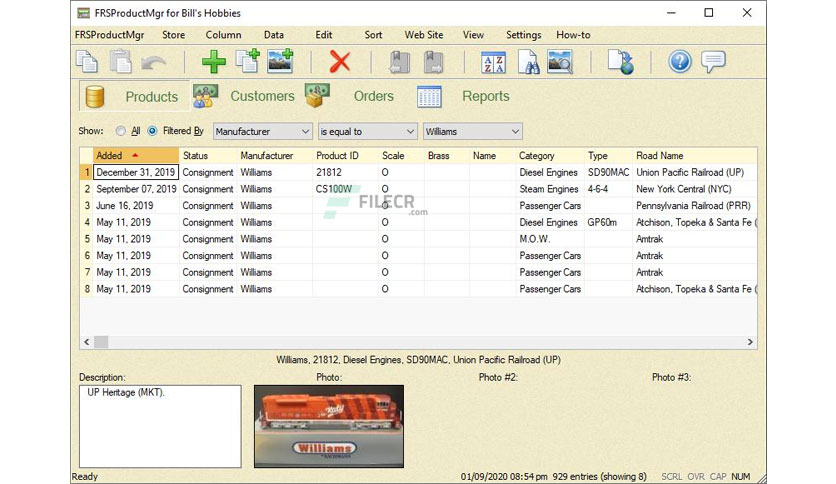 FRSProductMgr for Bill's Hobbies
FRSProductMgr Store Column Data Edit Sort Web Site View Settings How-to
A Z
Z A
Products Customers Orders Reports
Show: All Filtered By Manufacturer is equal to Williams
Added Status Manufacturer Product ID Scale Brass Name Category Type Road Name
1 December 31, 2019 Consignment Williams 21812 O Diesel Engines SD90MAC Union Pacific Railroad (UP)
2 September 07, 2019 Consignment Williams CS100W O Steam Engines 4-6-4 New York Central (NYC)
3 June 16, 2019 Consignment Williams O Passenger Cars Pennsylvania Railroad (PRR)
4 May 11, 2019 Consignment Williams O Diesel Engines GP60m Atchison, Topeka & Santa Fe (
5 May 11, 2019 Consignment Williams O M.O.W. Amtrak
6 May 11, 2019 Consignment Williams O Passenger Cars Amtrak
7 May 11, 2019 Consignment Williams O Passenger Cars Amtrak
8 May 11, 2019 Consignment Williams O Passenger Cars Atchison, Topeka & Santa Fe (
FILECR
.com
Williams, 21812, Diesel Engines, SD90MAC, Union Pacific Railroad (UP)
Description: Photo: Photo #2: Photo #3:
UP Heritage (MKT).
Katy
Williams
Ready 01/09/2020 08:54 pm 929 entries (showing 8) SCRL OVR CAP NUM